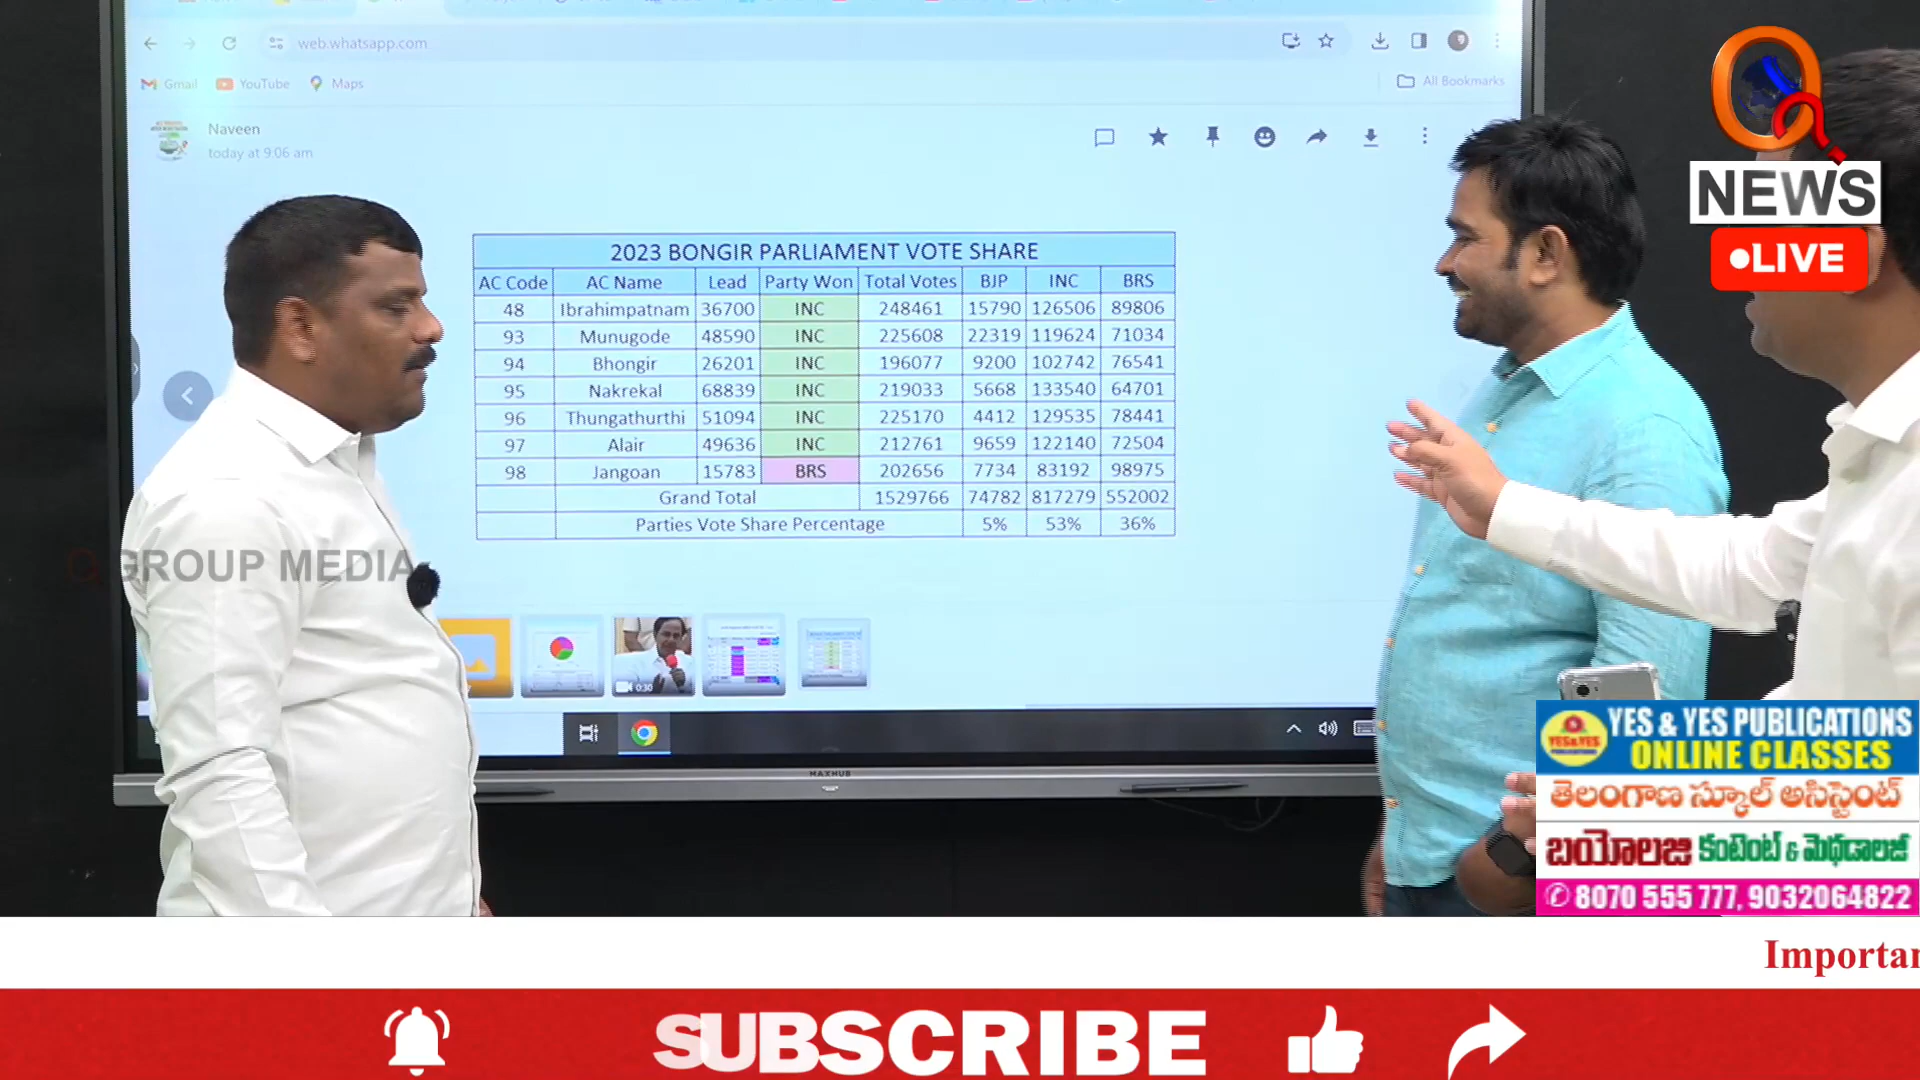 web.whatsapp.com
Gmail YouTube Maps All Bookmarks
Naveen
today at 9.06 am
NEWS
LIVE
2023 BONGIR PARLIAMENT VOTE SHARE
AC Code AC Name Lead Party Won Total Votes BJP INC BRS
48 Ibrahimpatnam 36700 INC 248461 15790 126506 89806
93 Munugode 48590 INC 225608 22319 119624 71034
94 Bhongir 26201 INC 196077 9200 102742 76541
95 Nakrekal 68839 INC 219033 5668 133540 64701
96 Thungathurthi 51094 INC 225170 4412 129535 78441
97 Alair 49636 INC 212761 9659 122140 72504
98 Jangoan 15783 BRS 202656 7734 83192 98975
Grand Total 1529766 74782 817279 552002
Parties Vote Share Percentage 5% 53% 36%
Q GROUP MEDIA
0:30
MAXHUB
YES & YES PUBLICATIONS
ONLINE CLASSES
YES&YES
తెలంగాణ స్కూల్ అసిస్టెంట్
బయోలజి కంటెంట్ & మెథడాలజీ
8070 555 777, 9032064822
Importan
SUBSCRIBE